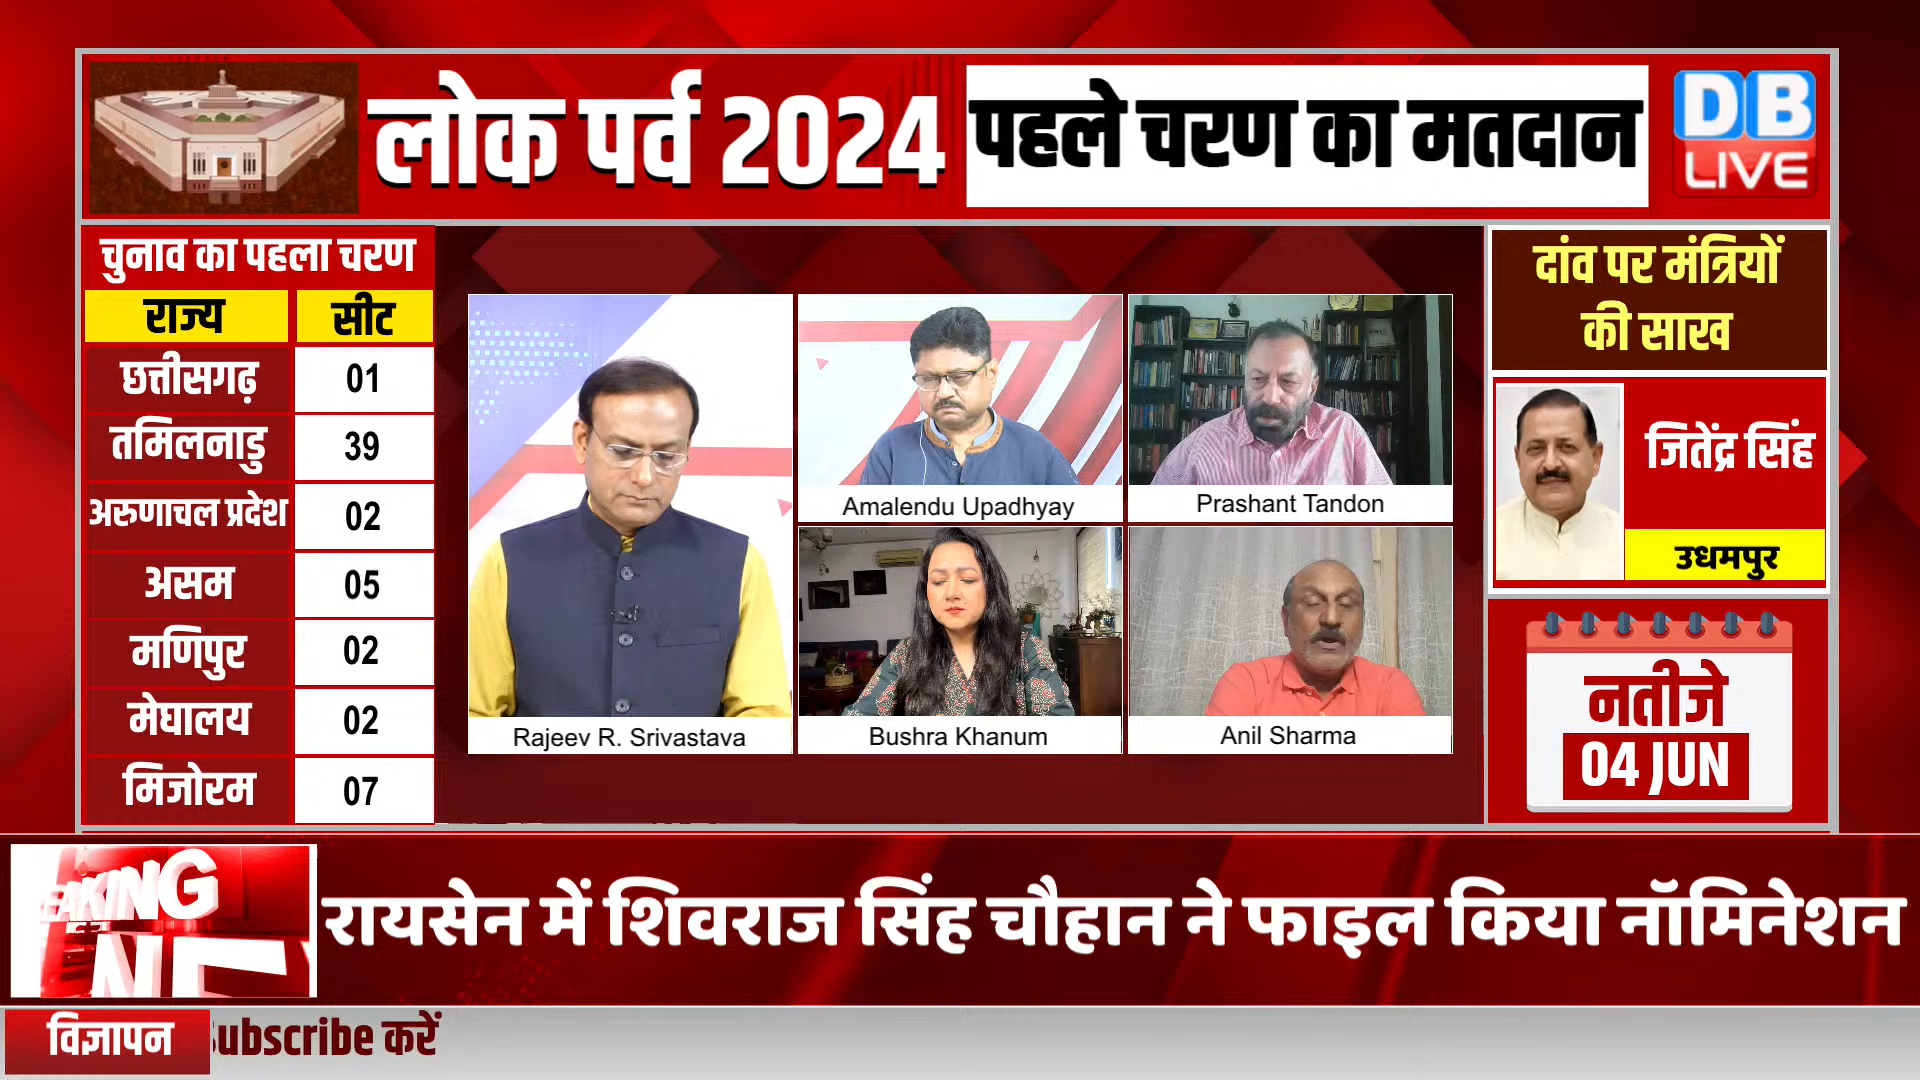 लोक पर्व 2024
पहले चरण का मतदान
DB
LIVE
चुनाव का पहला चरण
राज्य सीट
छत्तीसगढ़ 01
तमिलनाडु 39
अरुणाचल प्रदेश 02
असम 05
मणिपुर 02
मेघालय 02
मिजोरम 07
Rajeev R. Srivastava
Amalendu Upadhyay
Prashant Tandon
Bushra Khanum
Anil Sharma
दांव पर मंत्रियों
की साख
जितेंद्र सिंह
उधमपुर
नतीजे
04 JUN
रायसेन में शिवराज सिंह चौहान ने फाइल किया नॉमिनेशन
विज्ञापन
ubscribe करें